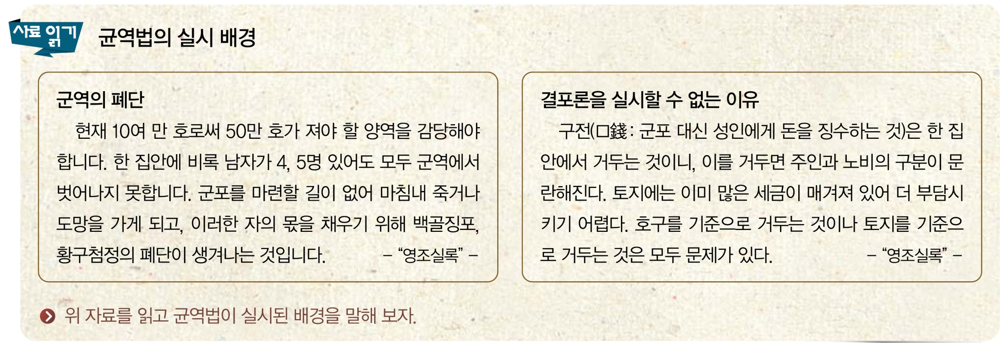 사료 읽기
균역법의 실시 배경
군역의 폐단
현재 10여 만 호로써 50만 호가 져야 할 양역을 감당해야
합니다. 한 집안에 비록 남자가 4, 5명 있어도 모두 군역에서
벗어나지 못합니다. 군포를 마련할 길이 없어 마침내 죽거나
도망을 가게 되고, 이러한 자의 몫을 채우기 위해 백골징포,
황구첨정의 폐단이 생겨나는 것입니다. – “영조실록” –
결포론을 실시할 수 없는 이유
구전(口錢 : 군포 대신 성인에게 돈을 징수하는 것)은 한 집
안에서 거두는 것이니, 이를 거두면 주인과 노비의 구분이 문
란해진다. 토지에는 이미 많은 세금이 매겨져 있어 더 부담시
키기 어렵다. 호구를 기준으로 거두는 것이나 토지를 기준으
로 거두는 것은 모두 문제가 있다. – “영조실록” –
위 자료를 읽고 균역법이 실시된 배경을 말해 보자.